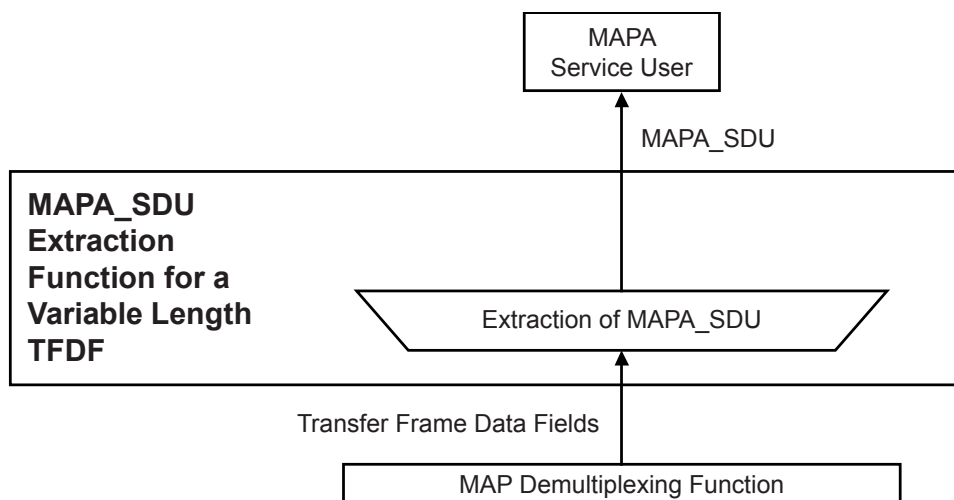 MAPA
Service User
MAPA_SDU
MAPA_SDU
Extraction
Function for a
Variable Length
TFDF
Extraction of MAPA_SDU
Transfer Frame Data Fields
MAP Demultiplexing Function